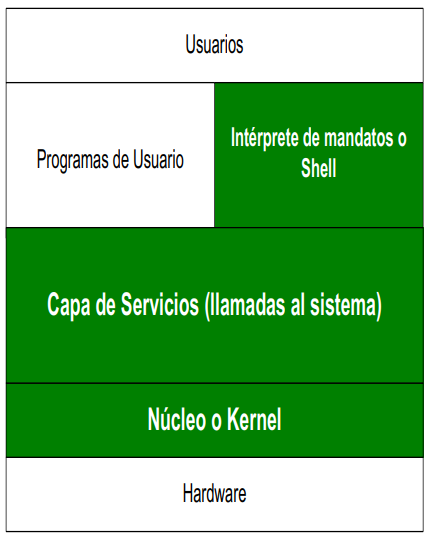 Usuarios
Programas de Usuario
Intérprete de mandatos o
Shell
Capa de Servicios (llamadas al sistema)
Núcleo o Kernel
Hardware